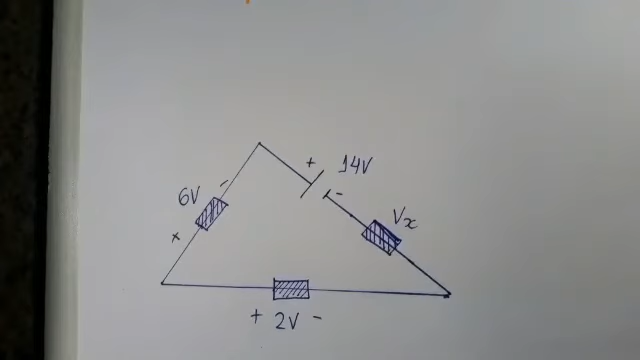 + 14V
-
6V -
+
Vx
+ 2V -